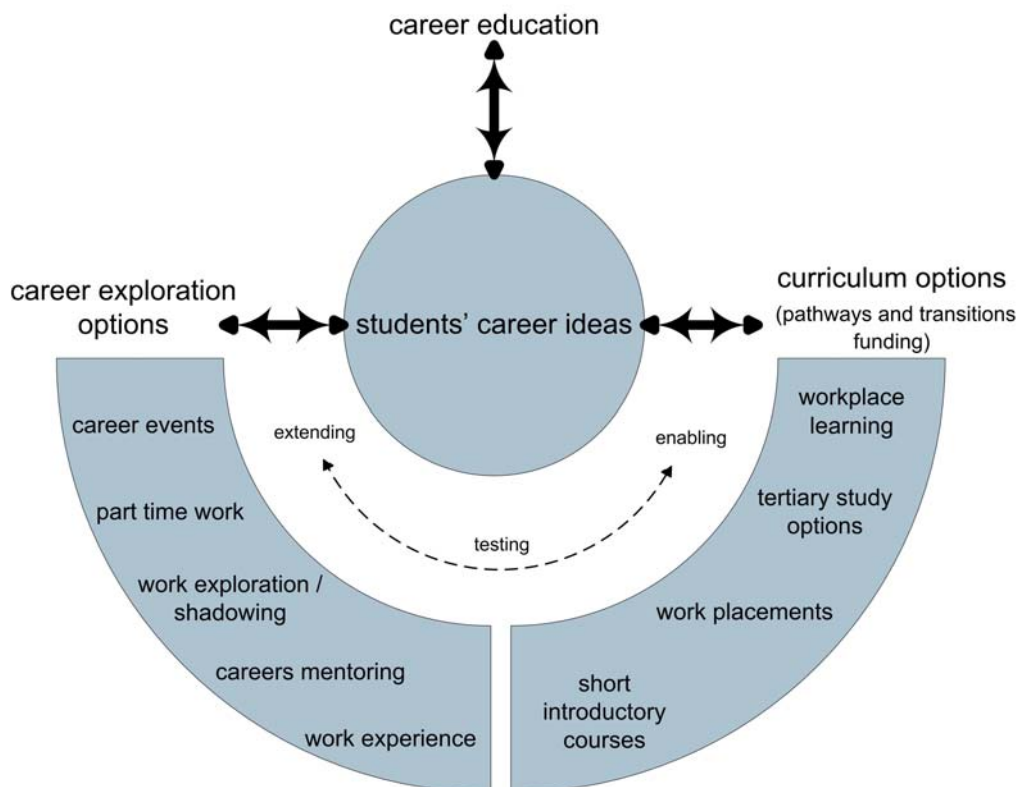 career education
career exploration
options
students' career ideas
curriculum options
(pathways and transitions
funding)
career events
part time work
work exploration /
shadowing
careers mentoring
work experience
extending
testing
enabling
workplace
learning
tertiary study
options
work placements
short
introductory
courses